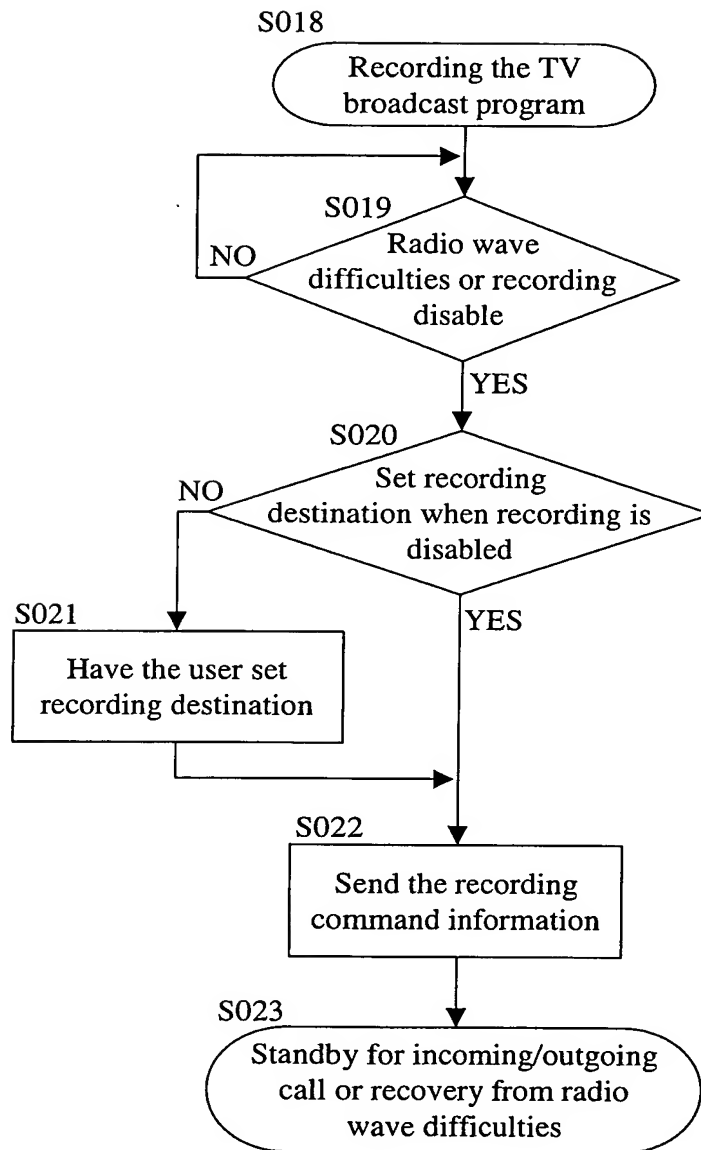 S018
Recording the TV
broadcast program
S019
NO
Radio wave
difficulties or recording
disable
YES
S020
NO
Set recording
destination when recording is
disabled
S021
YES
Have the user set
recording destination
S022
Send the recording
command information
S023
Standby for incoming/outgoing
call or recovery from radio
wave difficulties